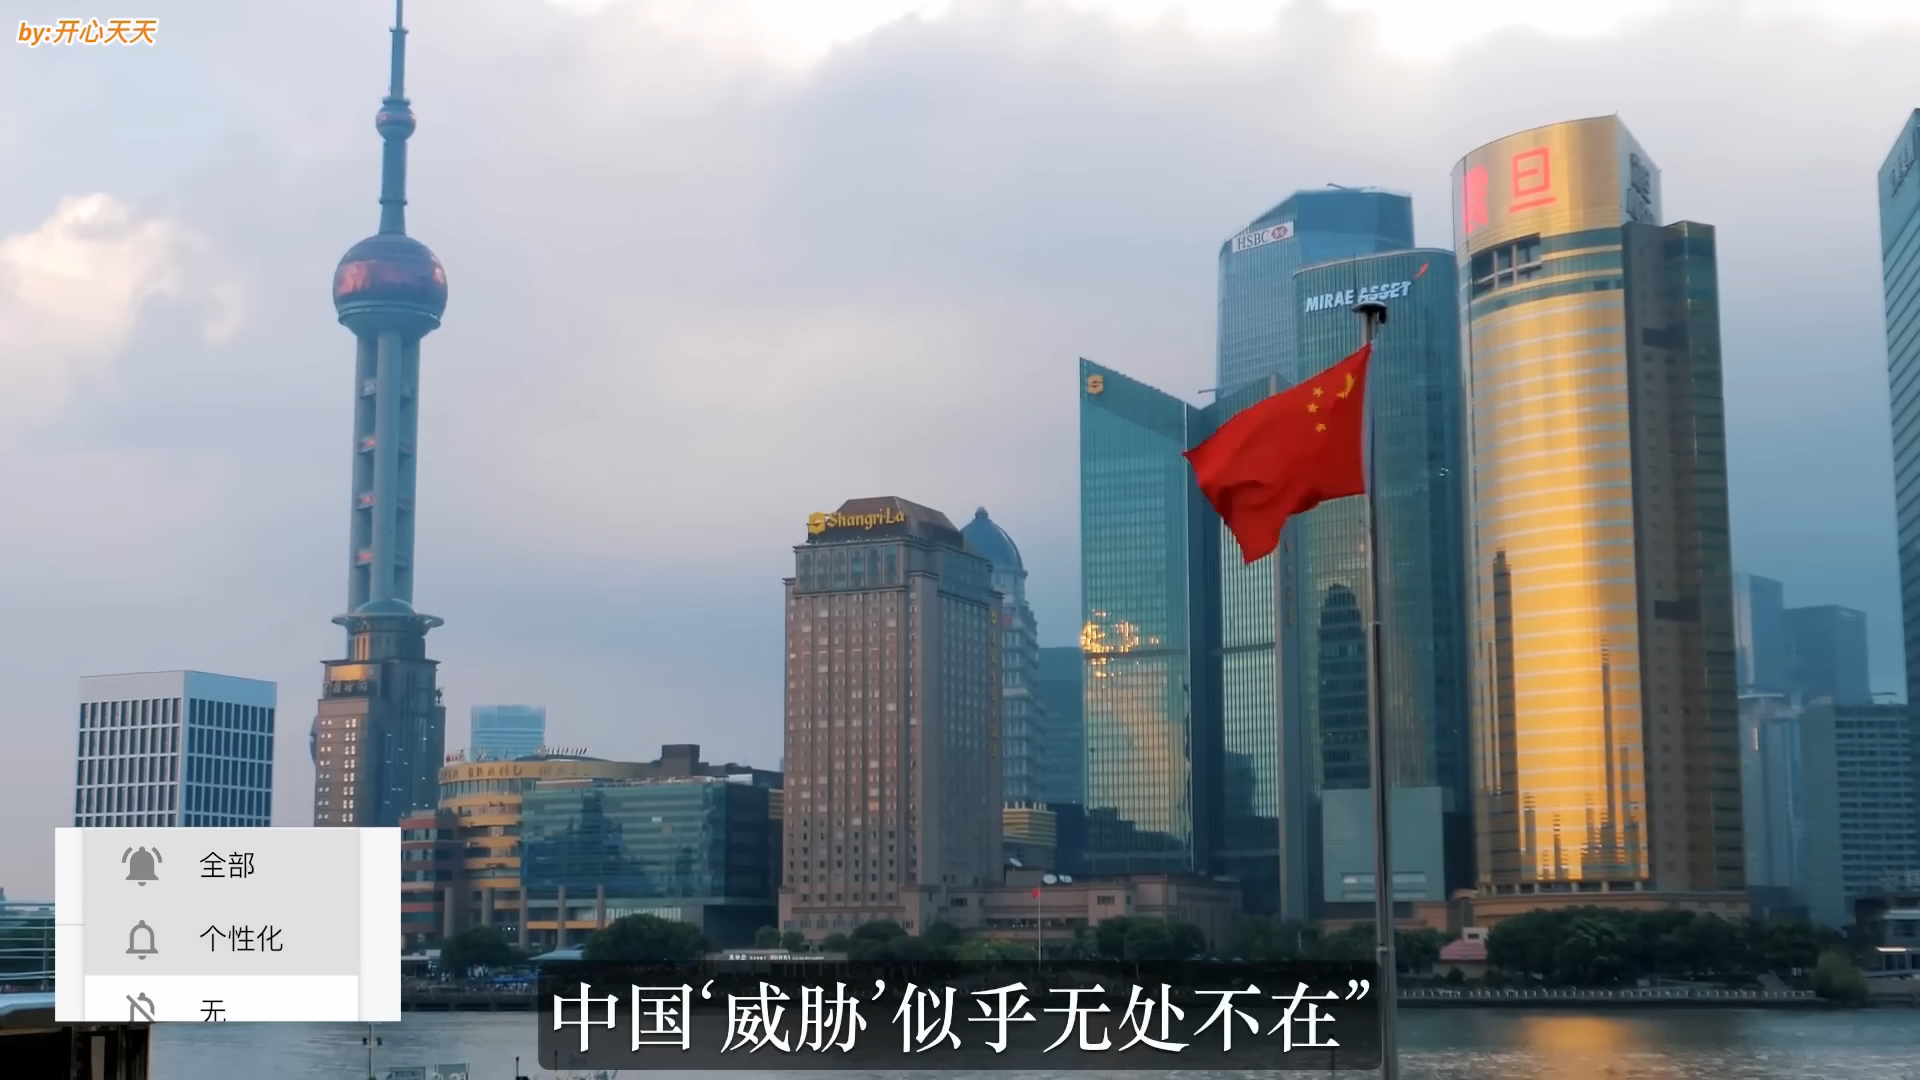 by:开心天天
旦
HSBC
MIRAE ASSET
Shangri-La
全部
个性化
无
中国‘威胁’似乎无处不在”